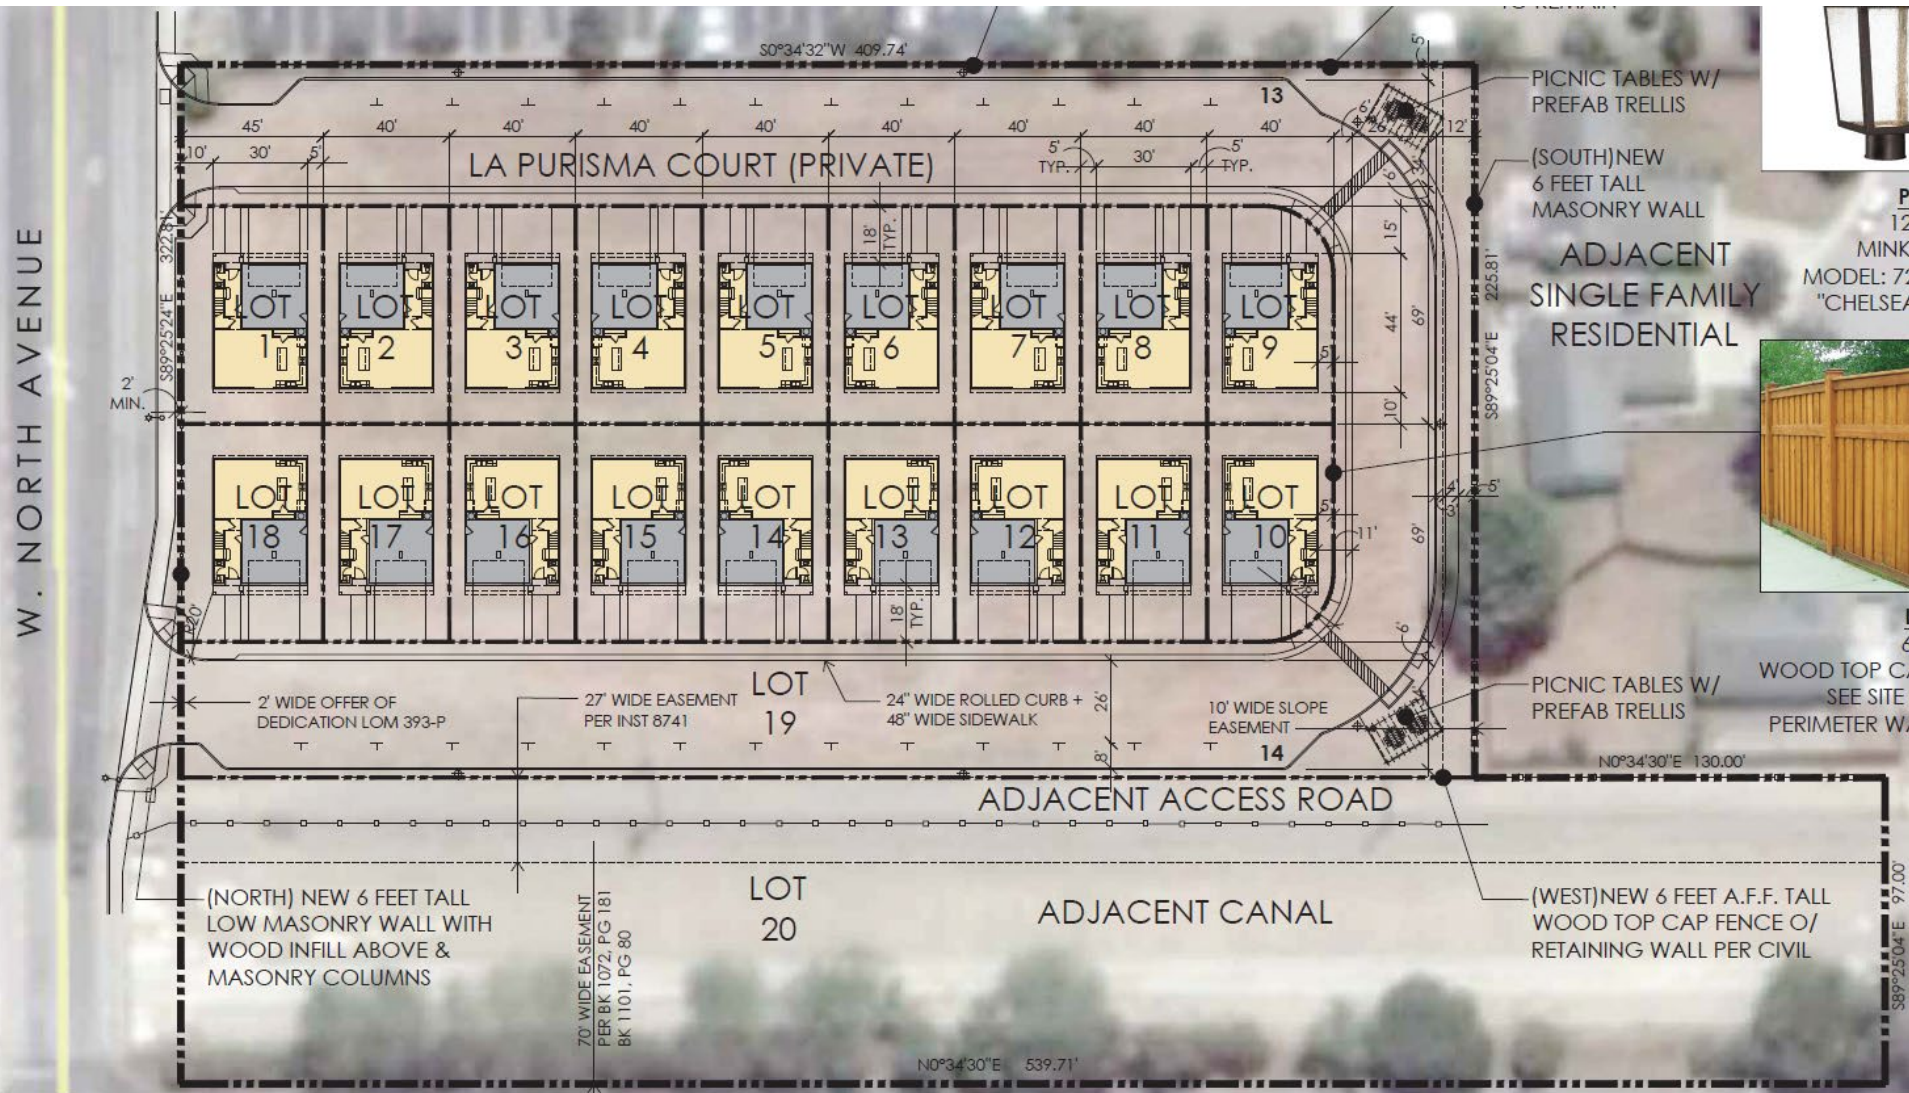 S0°34'32"W 409.74'
5'
13
PICNIC TABLES W/
PREFAB TRELLIS
45'
40'
40'
40'
40'
40'
40'
40'
40'
6'
26'
12'
10'
30'
5'
LA PURISMA COURT (PRIVATE)
5'
TYP.
30'
5'
TYP.
6'
(SOUTH)NEW
6 FEET TALL
MASONRY WALL
W. NORTH AVENUE
S89°25'24"E 322.81'
18'
TYP.
15'
ADJACENT
SINGLE FAMILY
RESIDENTIAL
S89°25'04"E 225.81'
12
MINK
MODEL: 72
"CHELSEA
LOT
1
LOT
2
LOT
3
LOT
4
LOT
5
LOT
6
LOT
7
LOT
8
LOT
9
44'
69'
5'
2'
MIN.
10'
LOT
18
LOT
17
LOT
16
LOT
15
LOT
14
LOT
13
LOT
12
LOT
11
LOT
10
4'
5'
3'
5'
11'
69'
18'
TYP.
6'
WOOD TOP CA
SEE SITE
PERIMETER WA
PICNIC TABLES W/
PREFAB TRELLIS
2' WIDE OFFER OF
DEDICATION LOM 393-P
27' WIDE EASEMENT
PER INST 8741
LOT
19
24" WIDE ROLLED CURB +
48" WIDE SIDEWALK
26'
8'
10' WIDE SLOPE
EASEMENT
14
N0°34'30"E 130.00'
ADJACENT ACCESS ROAD
(NORTH) NEW 6 FEET TALL
LOW MASONRY WALL WITH
WOOD INFILL ABOVE &
MASONRY COLUMNS
70' WIDE EASEMENT
PER BK 1072, PG 181
BK 1101, PG 80
LOT
20
ADJACENT CANAL
(WEST)NEW 6 FEET A.F.F. TALL
WOOD TOP CAP FENCE O/
RETAINING WALL PER CIVIL
S89°25'04"E 97.00'
N0°34'30"E 539.71'